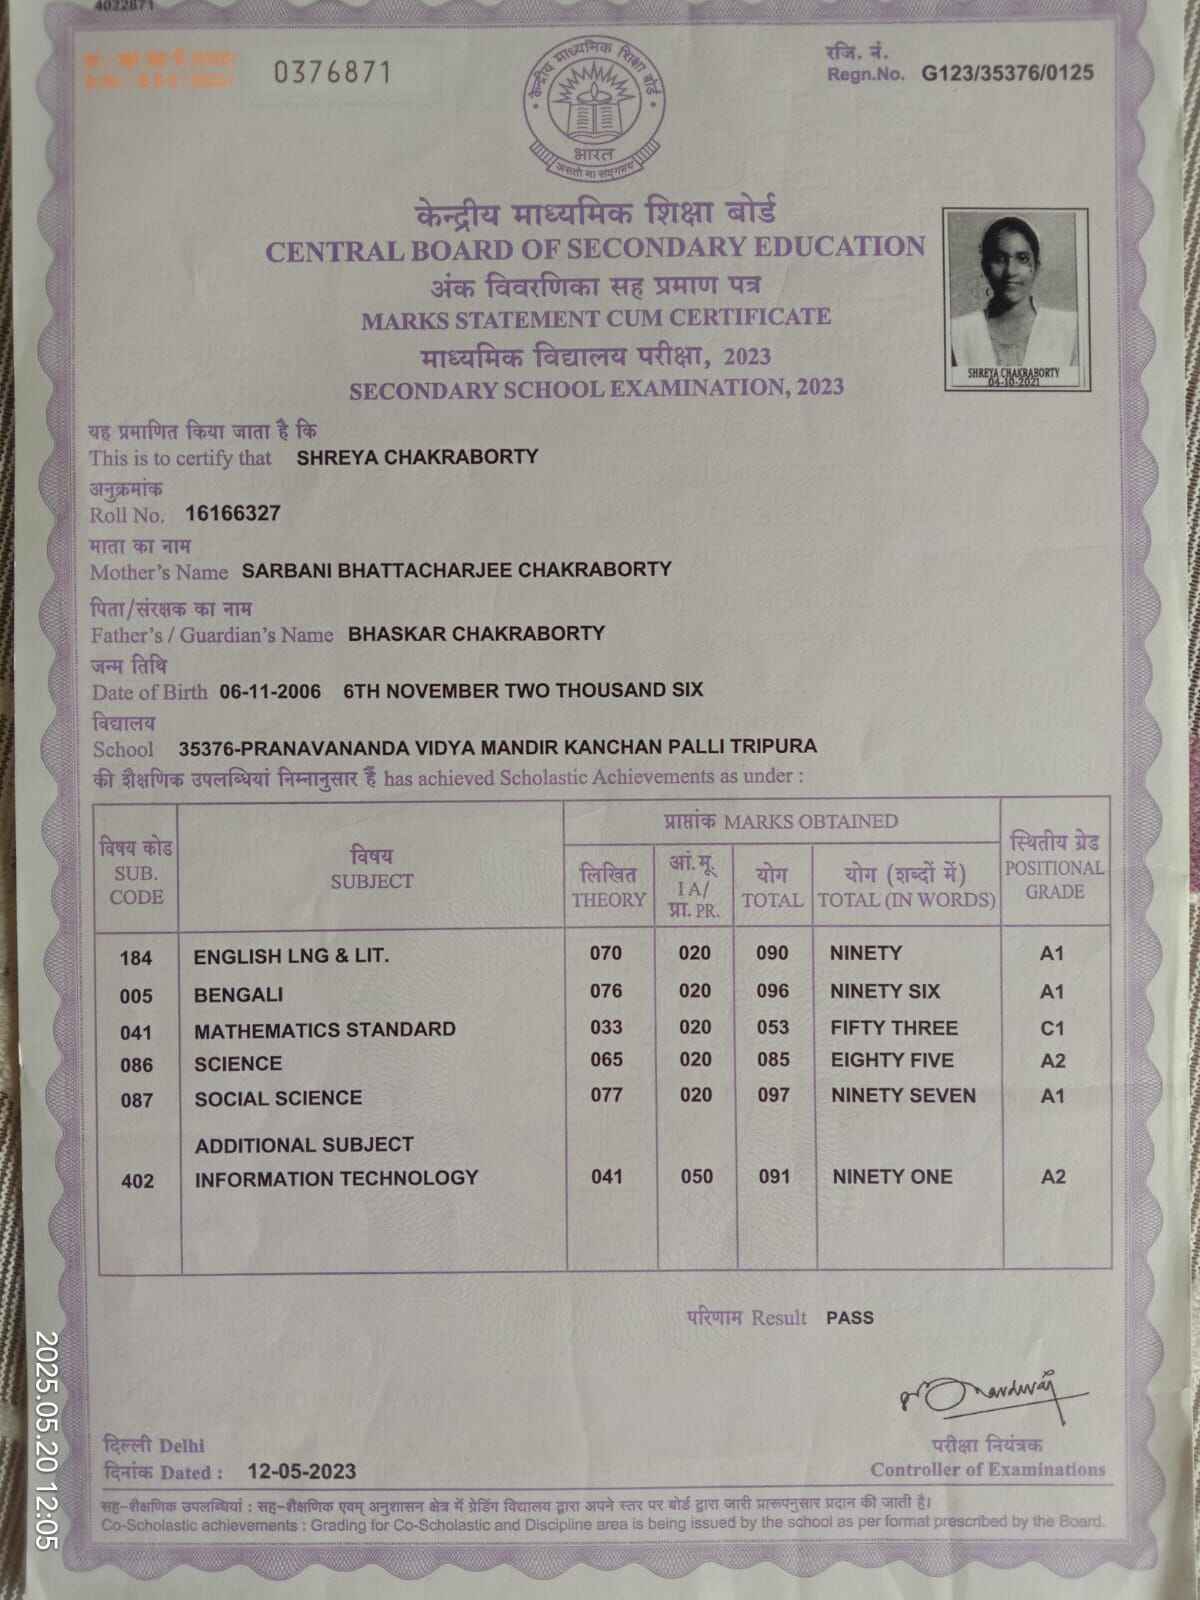 4022871
0376871
रजि. नं.
Regn.No. G123/35376/0125
केन्द्रीय माध्यमिक शिक्षा बोर्ड
भारत
असतो मा सद्गमय
केन्द्रीय माध्यमिक शिक्षा बोर्ड
CENTRAL BOARD OF SECONDARY EDUCATION
अंक विवरणिका सह प्रमाण पत्र
MARKS STATEMENT CUM CERTIFICATE
माध्यमिक विद्यालय परीक्षा, 2023
SECONDARY SCHOOL EXAMINATION, 2023
SHREYA CHAKRABORTY
04-10-2021
यह प्रमाणित किया जाता है कि
This is to certify that SHREYA CHAKRABORTY
अनुक्रमांक
Roll No. 16166327
माता का नाम
Mother's Name SARBANI BHATTACHARJEE CHAKRABORTY
पिता/संरक्षक का नाम
Father's / Guardian's Name BHASKAR CHAKRABORTY
जन्म तिथि
Date of Birth 06-11-2006 6TH NOVEMBER TWO THOUSAND SIX
विद्यालय
School 35376-PRANAVANANDA VIDYA MANDIR KANCHAN PALLI TRIPURA
की शैक्षणिक उपलब्धियां निम्नानुसार हैं has achieved Scholastic Achievements as under :
विषय कोड SUB. CODE विषय SUBJECT प्राप्तांक MARKS OBTAINED स्थितीय ग्रेड POSITIONAL GRADE
लिखित THEORY आं.मू. I A/ प्रा. PR. योग TOTAL योग (शब्दों में) TOTAL (IN WORDS)
184 ENGLISH LNG & LIT. 070 020 090 NINETY A1
005 BENGALI 076 020 096 NINETY SIX A1
041 MATHEMATICS STANDARD 033 020 053 FIFTY THREE C1
086 SCIENCE 065 020 085 EIGHTY FIVE A2
087 SOCIAL SCIENCE 077 020 097 NINETY SEVEN A1
ADDITIONAL SUBJECT
402 INFORMATION TECHNOLOGY 041 050 091 NINETY ONE A2
परिणाम Result PASS
दिल्ली Delhi
दिनांक Dated : 12-05-2023
परीक्षा नियंत्रक
Controller of Examinations
सह-शैक्षणिक उपलब्धियां : सह-शैक्षणिक एवम् अनुशासन क्षेत्र में ग्रेडिंग विद्यालय द्वारा अपने स्तर पर बोर्ड द्वारा जारी प्रारूपनुसार प्रदान की जाती है।
Co-Scholastic achievements : Grading for Co-Scholastic and Discipline area is being issued by the school as per format prescribed by the Board.
2025.05.20 12:05